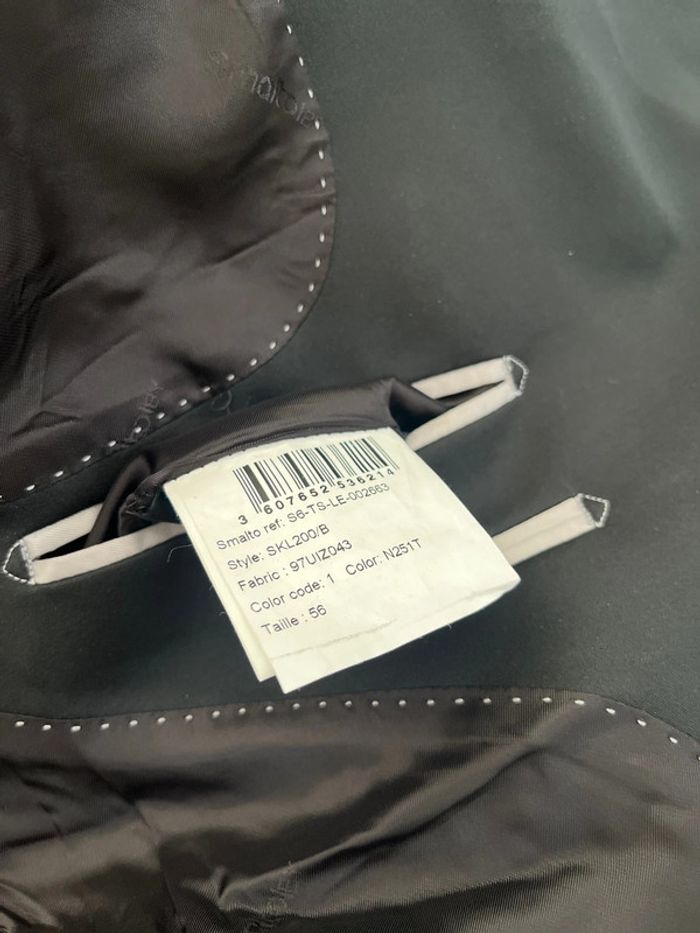 3 607652 536214
Smalto ref: S6-TS-LE-002663
Style: SKL200/B
Fabric : 97UIZ043
Color code: 1 Color: N251T
Taille : 56